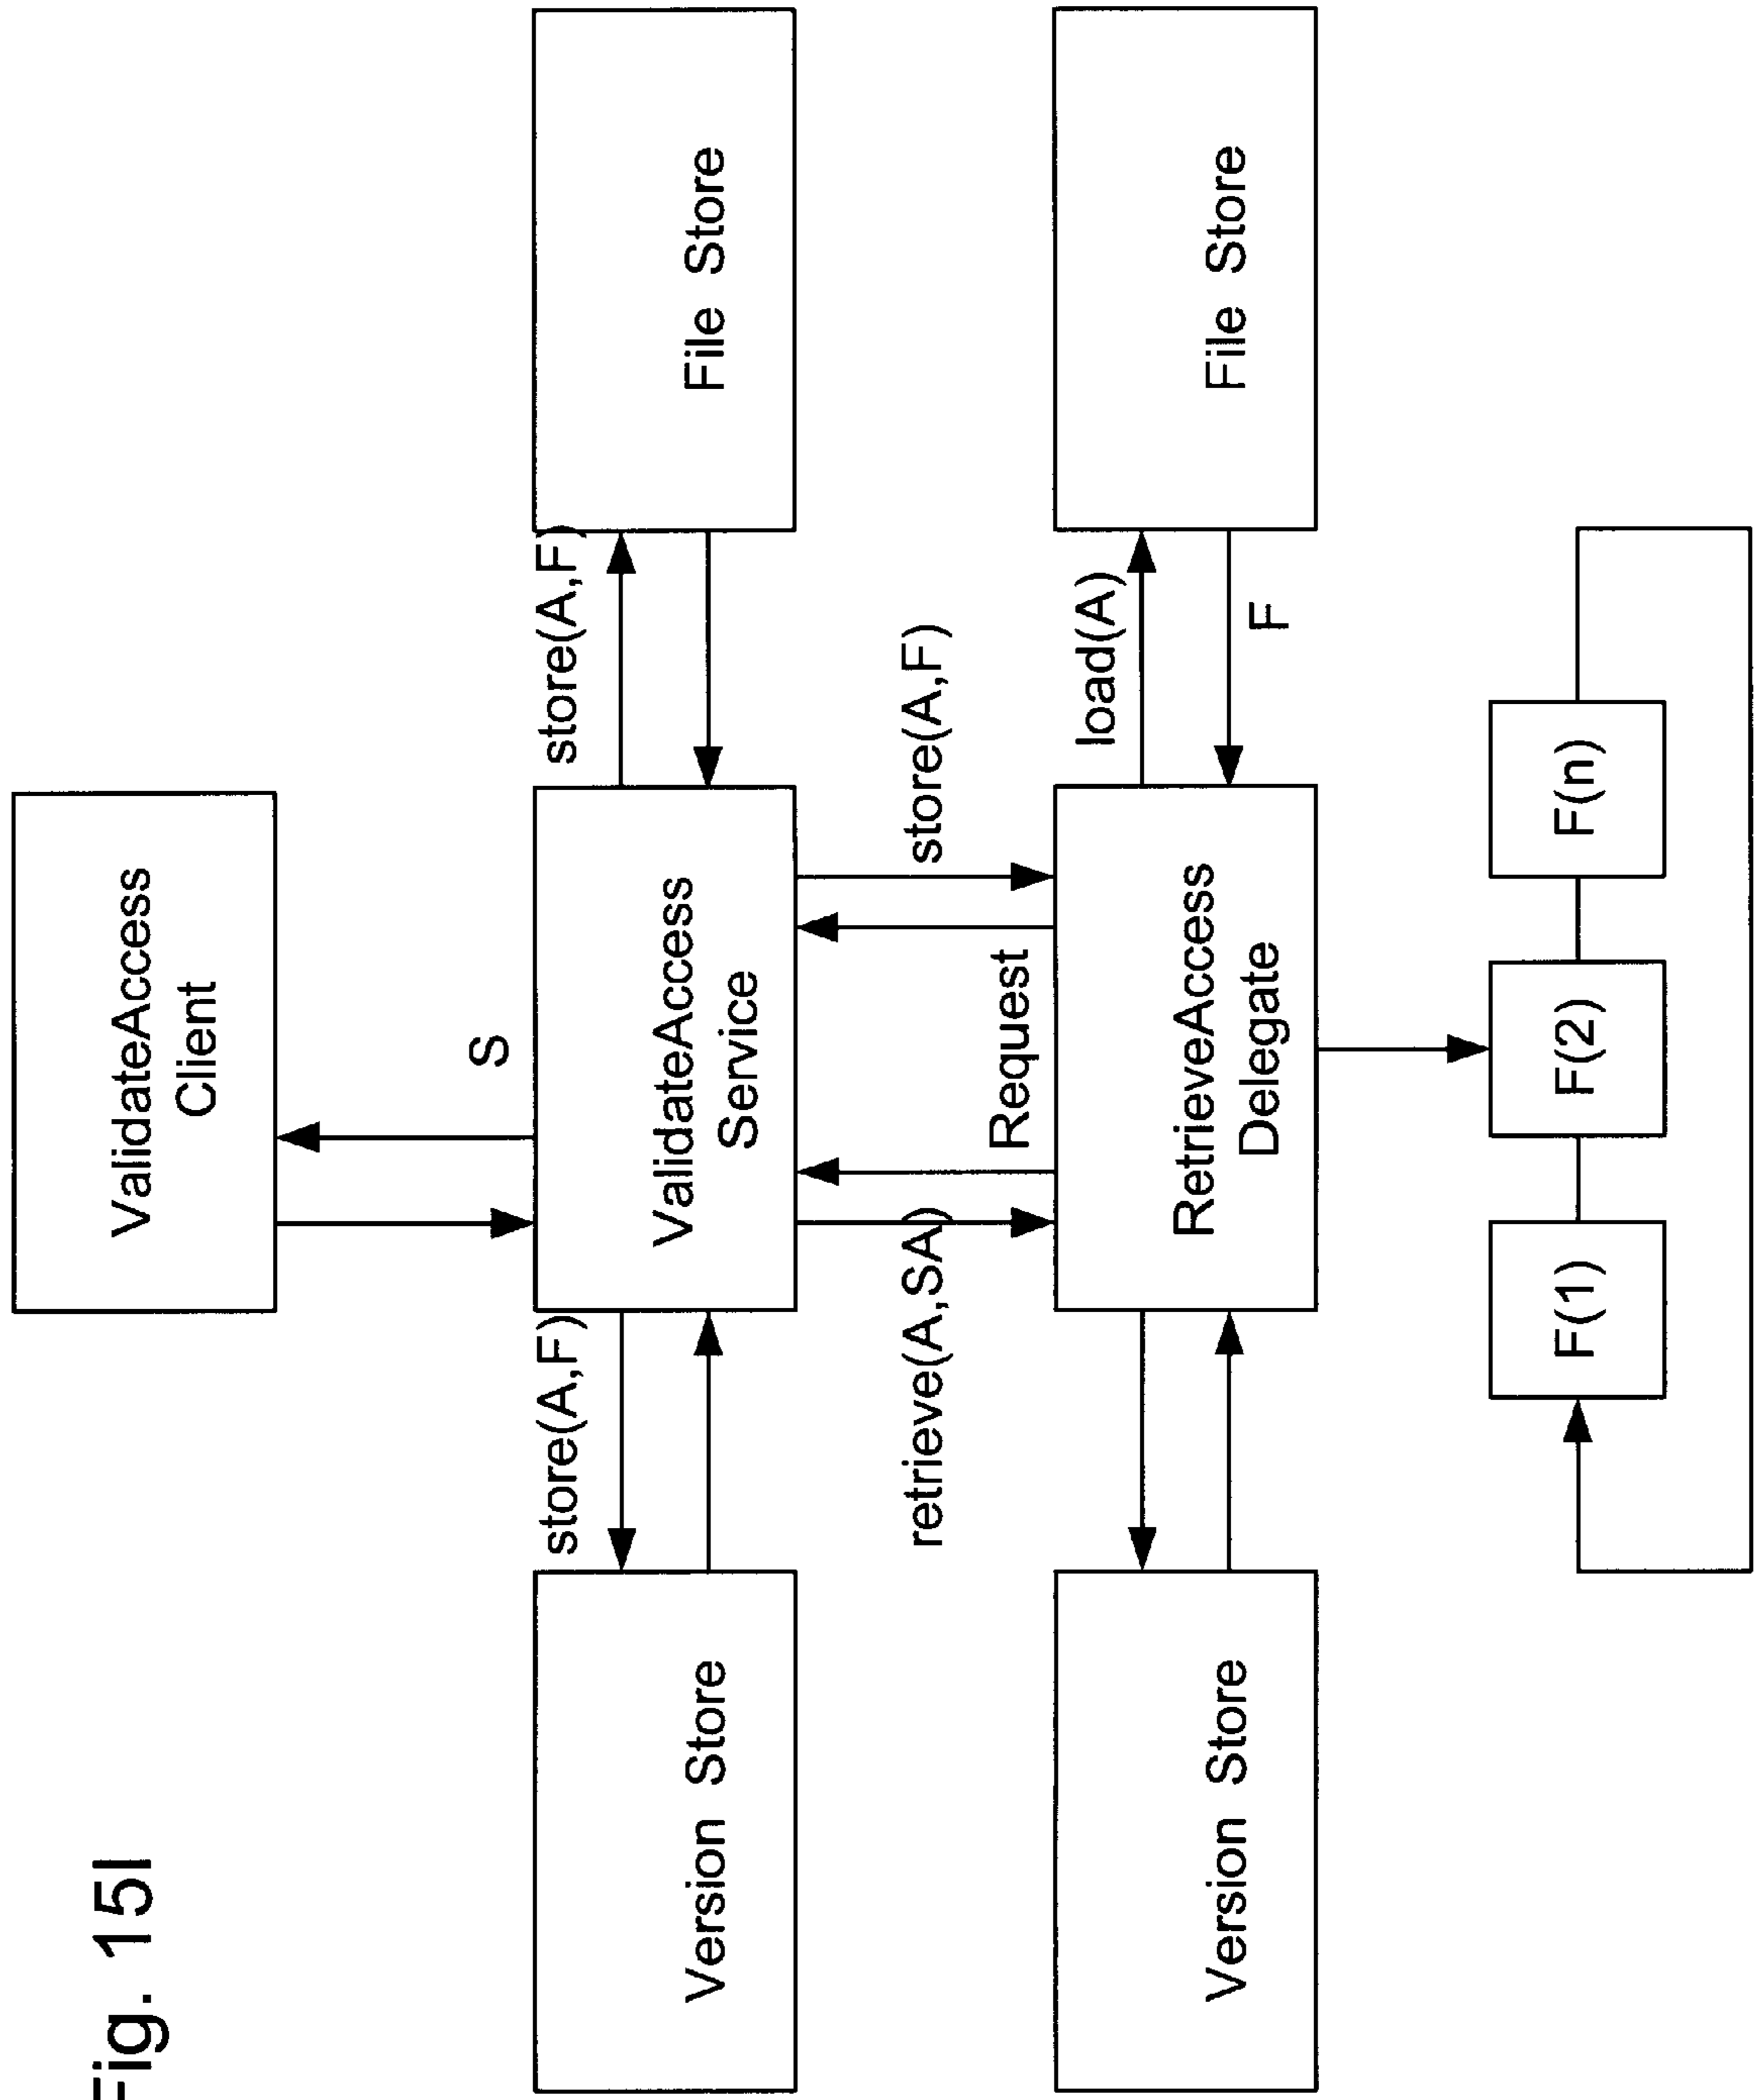 Fig. 15I
ValidateAccess
Client
S
store(A,F)
store(A,F)
Version Store
ValidateAccess
Service
File Store
retrieve(A,SA)
store(A,F)
Request
load(A)
Version Store
RetrieveAccess
Delegate
File Store
F
F(1)
F(2)
F(n)